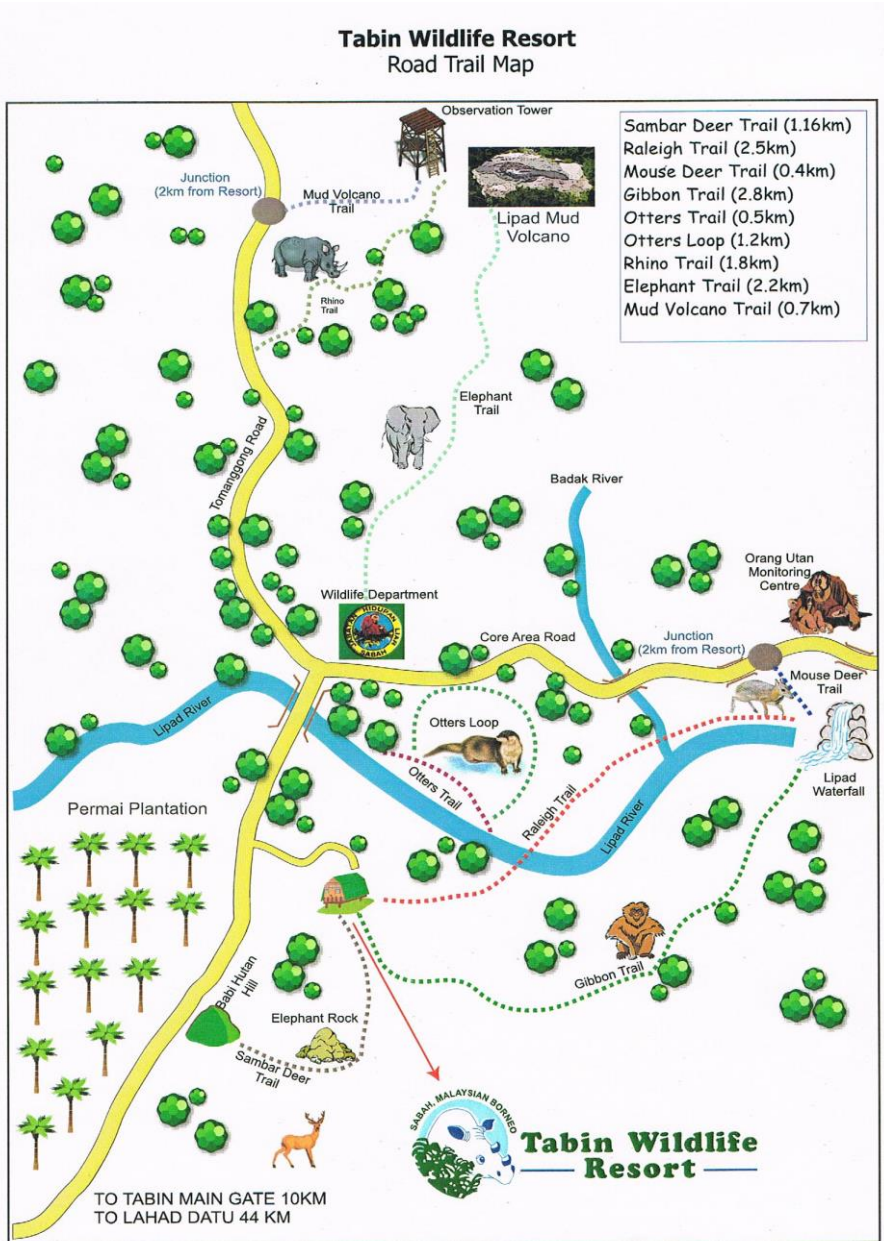 Tabin Wildlife Resort
Road Trail Map
Observation Tower
Sambar Deer Trail (1.16km)
Raleigh Trail (2.5km)
Mouse Deer Trail (0.4km)
Gibbon Trail (2.8km)
Otters Trail (0.5km)
Otters Loop (1.2km)
Rhino Trail (1.8km)
Elephant Trail (2.2km)
Mud Volcano Trail (0.7km)
Junction
(2km from Resort)
Mud Volcano
Trail
Lipad Mud
Volcano
Rhino
Trail
Elephant
Trail
Tomanggong Road
Badak River
Orang Utan
Monitoring
Centre
Wildlife Department
JABATAN HIDUPAN LIAR
SABAH
Core Area Road
Junction
(2km from Resort)
Mouse Deer
Trail
Lipad River
Otters Loop
Otters Trail
Raleigh Trail
Lipad River
Lipad
Waterfall
Permai Plantation
Babi Hutan
Hill
Elephant Rock
Sambar Deer
Trail
Gibbon Trail
SABAH, MALAYSIAN BORNEO
Tabin Wildlife
Resort
TO TABIN MAIN GATE 10KM
TO LAHAD DATU 44 KM